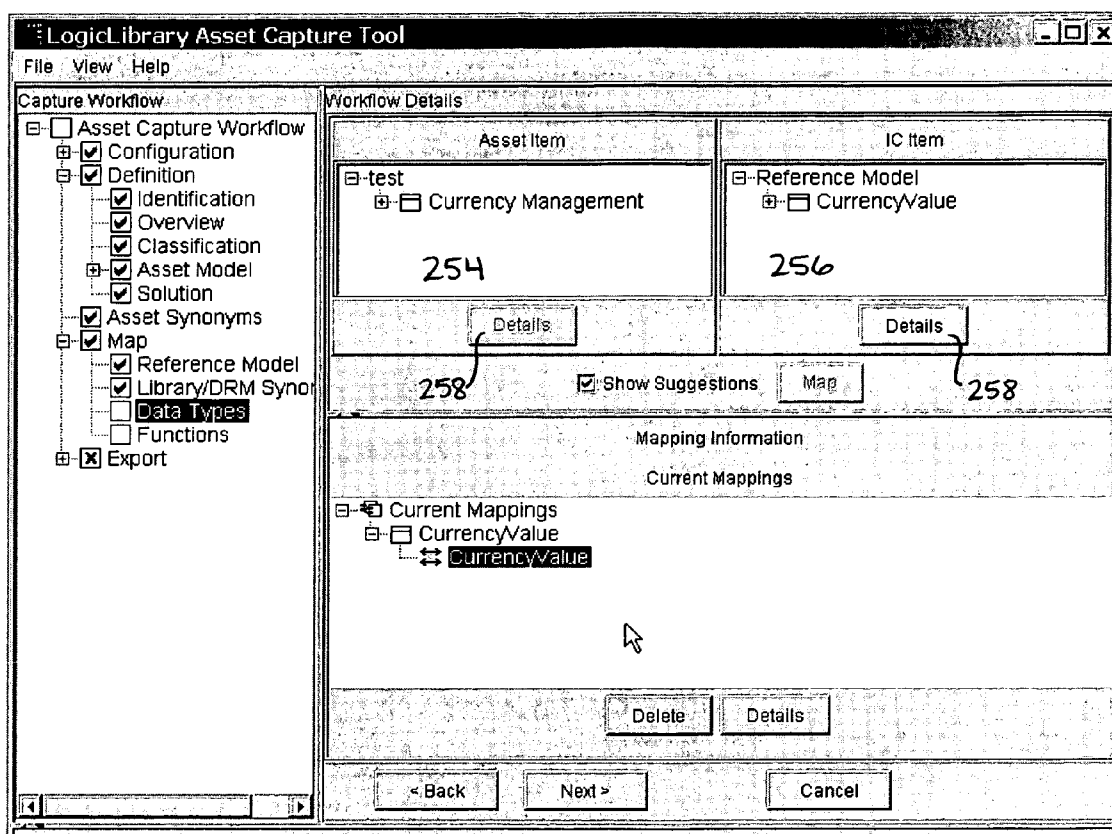 LogicLibrary Asset Capture Tool
File View Help
Capture Workflow
Asset Capture Workflow
Configuration
Definition
Identification
Overview
Classification
Asset Model
Solution
Asset Synonyms
Map
Reference Model
Library/DRM Synor
Data Types
Functions
Export
Workflow Details
Asset Item
test
Currency Management
254
Details
258
IC Item
Reference Model
CurrencyValue
256
Details
258
Show Suggestions
Map
Mapping Information
Current Mappings
Current Mappings
CurrencyValue
CurrencyValue
Delete
Details
< Back
Next >
Cancel